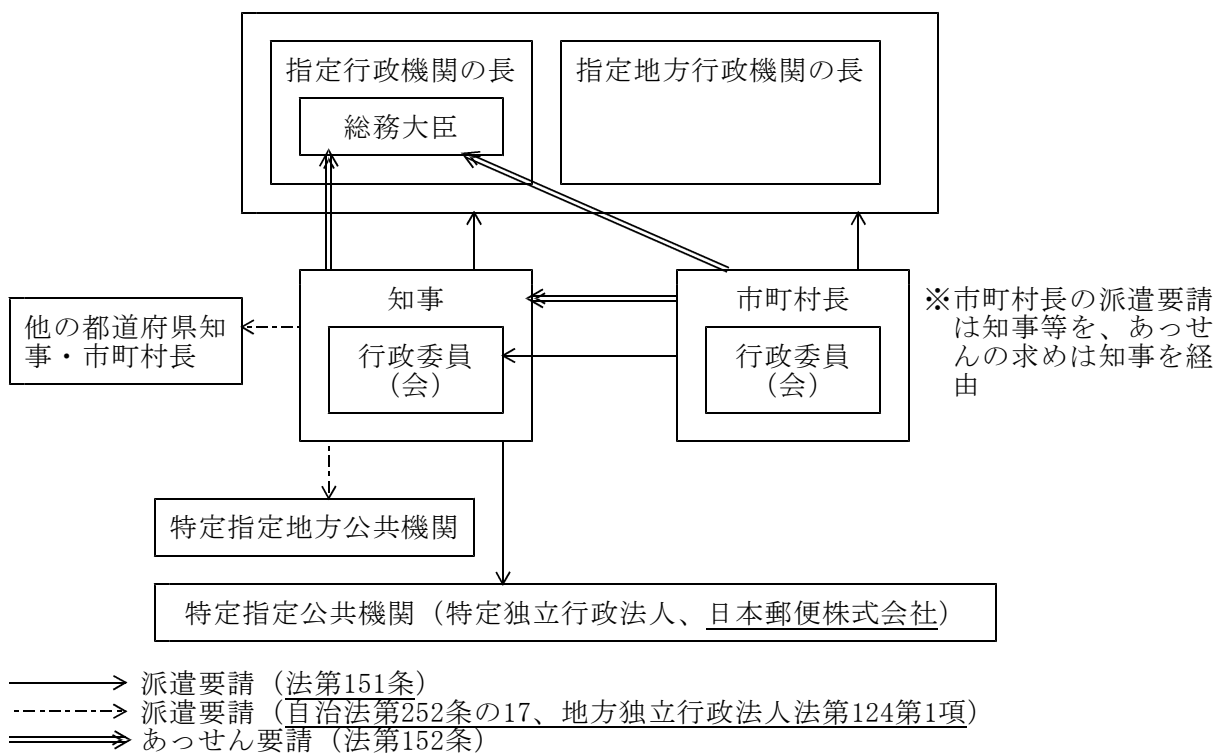 指定行政機関の長
指定地方行政機関の長
総務大臣
知事
市町村長
他の都道府県知
事・市町村長
行政委員
(会)
行政委員
(会)
※市町村長の派遣要請
は知事等を、あっせ
んの求めは知事を経
由
特定指定地方公共機関
特定指定公共機関（特定独立行政法人、日本郵便株式会社）
派遣要請（法第151条）
派遣要請（自治法第252条の17、地方独立行政法人法第124第1項）
あっせん要請（法第152条）